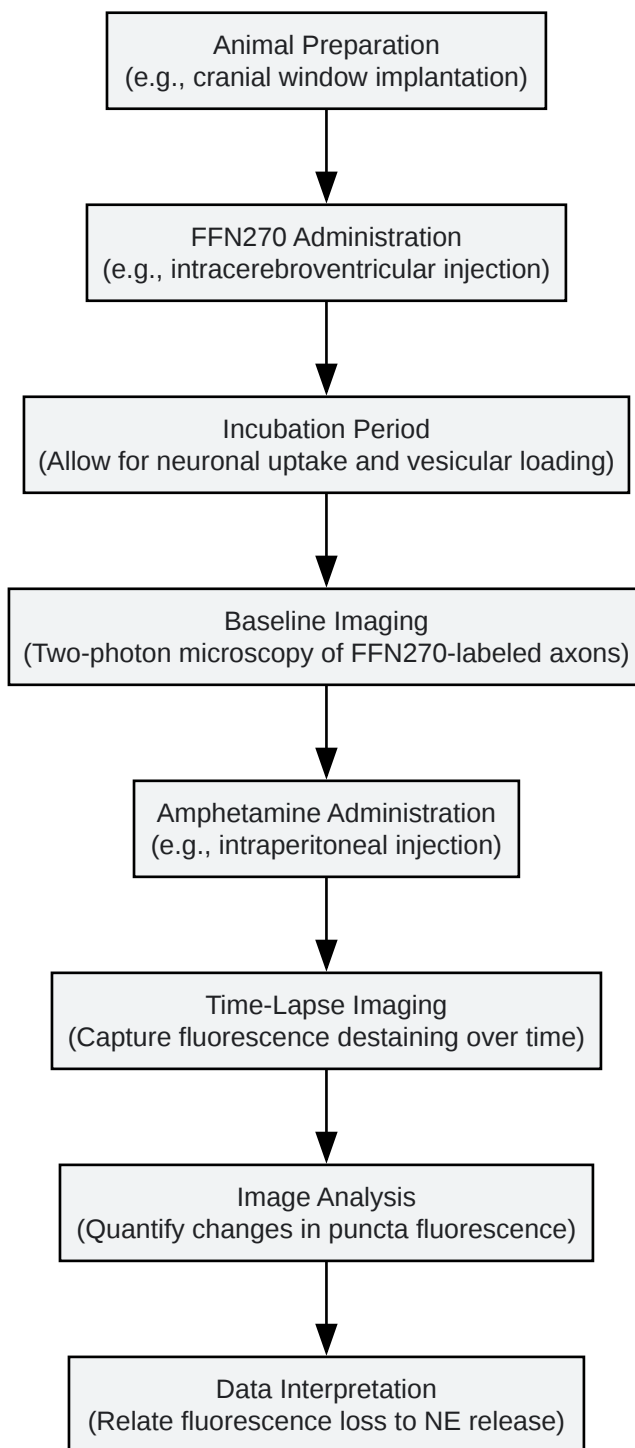 Animal Preparation
(e.g., cranial window implantation)
FFN270 Administration
(e.g., intracerebroventricular injection)
Incubation Period
(Allow for neuronal uptake and vesicular loading)
Baseline Imaging
(Two-photon microscopy of FFN270-labeled axons)
Amphetamine Administration
(e.g., intraperitoneal injection)
Time-Lapse Imaging
(Capture fluorescence destaining over time)
Image Analysis
(Quantify changes in puncta fluorescence)
Data Interpretation
(Relate fluorescence loss to NE release)